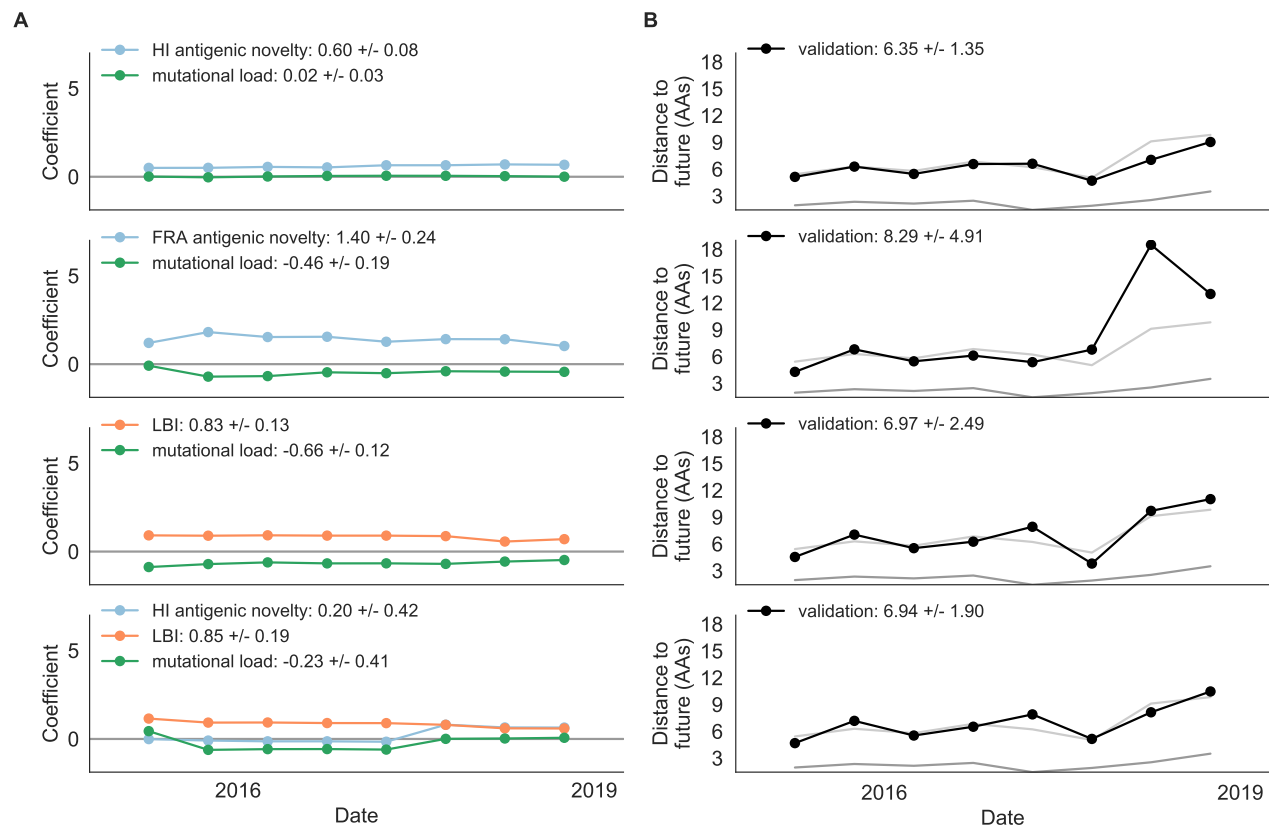 A
HI antigenic novelty: 0.60 +/- 0.08
mutational load: 0.02 +/- 0.03
Coefficient
5
0
FRA antigenic novelty: 1.40 +/- 0.24
mutational load: -0.46 +/- 0.19
Coefficient
5
0
LBI: 0.83 +/- 0.13
mutational load: -0.66 +/- 0.12
Coefficient
5
0
HI antigenic novelty: 0.20 +/- 0.42
LBI: 0.85 +/- 0.19
mutational load: -0.23 +/- 0.41
Coefficient
5
0
2016
2019
Date
B
validation: 6.35 +/- 1.35
Distance to
future (AAs)
18
15
12
9
6
3
validation: 8.29 +/- 4.91
Distance to
future (AAs)
18
15
12
9
6
3
validation: 6.97 +/- 2.49
Distance to
future (AAs)
18
15
12
9
6
3
validation: 6.94 +/- 1.90
Distance to
future (AAs)
18
15
12
9
6
3
2016
2019
Date